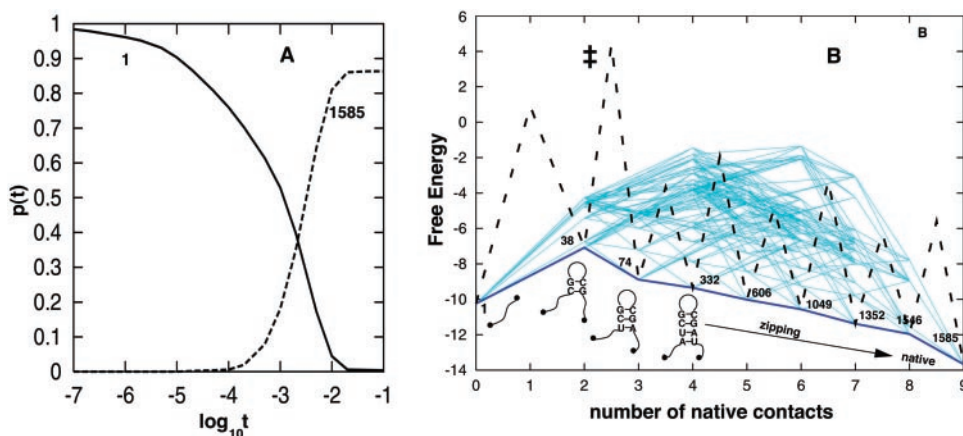 1
0.9
0.8
0.7
0.6
0.5
0.4
0.3
0.2
0.1
0
p(t)
1
A
1585
-7 -6 -5 -4 -3 -2 -1
log10t
6
4
2
0
-2
-4
-6
-8
-10
-12
-14
Free Energy
‡
B
B
38
74
332
606
1049
1352
1546
1585
1
G C
C G
G C
C G
U A
G C
C G
U A
A U
zipping
native
0 1 2 3 4 5 6 7 8 9
number of native contacts